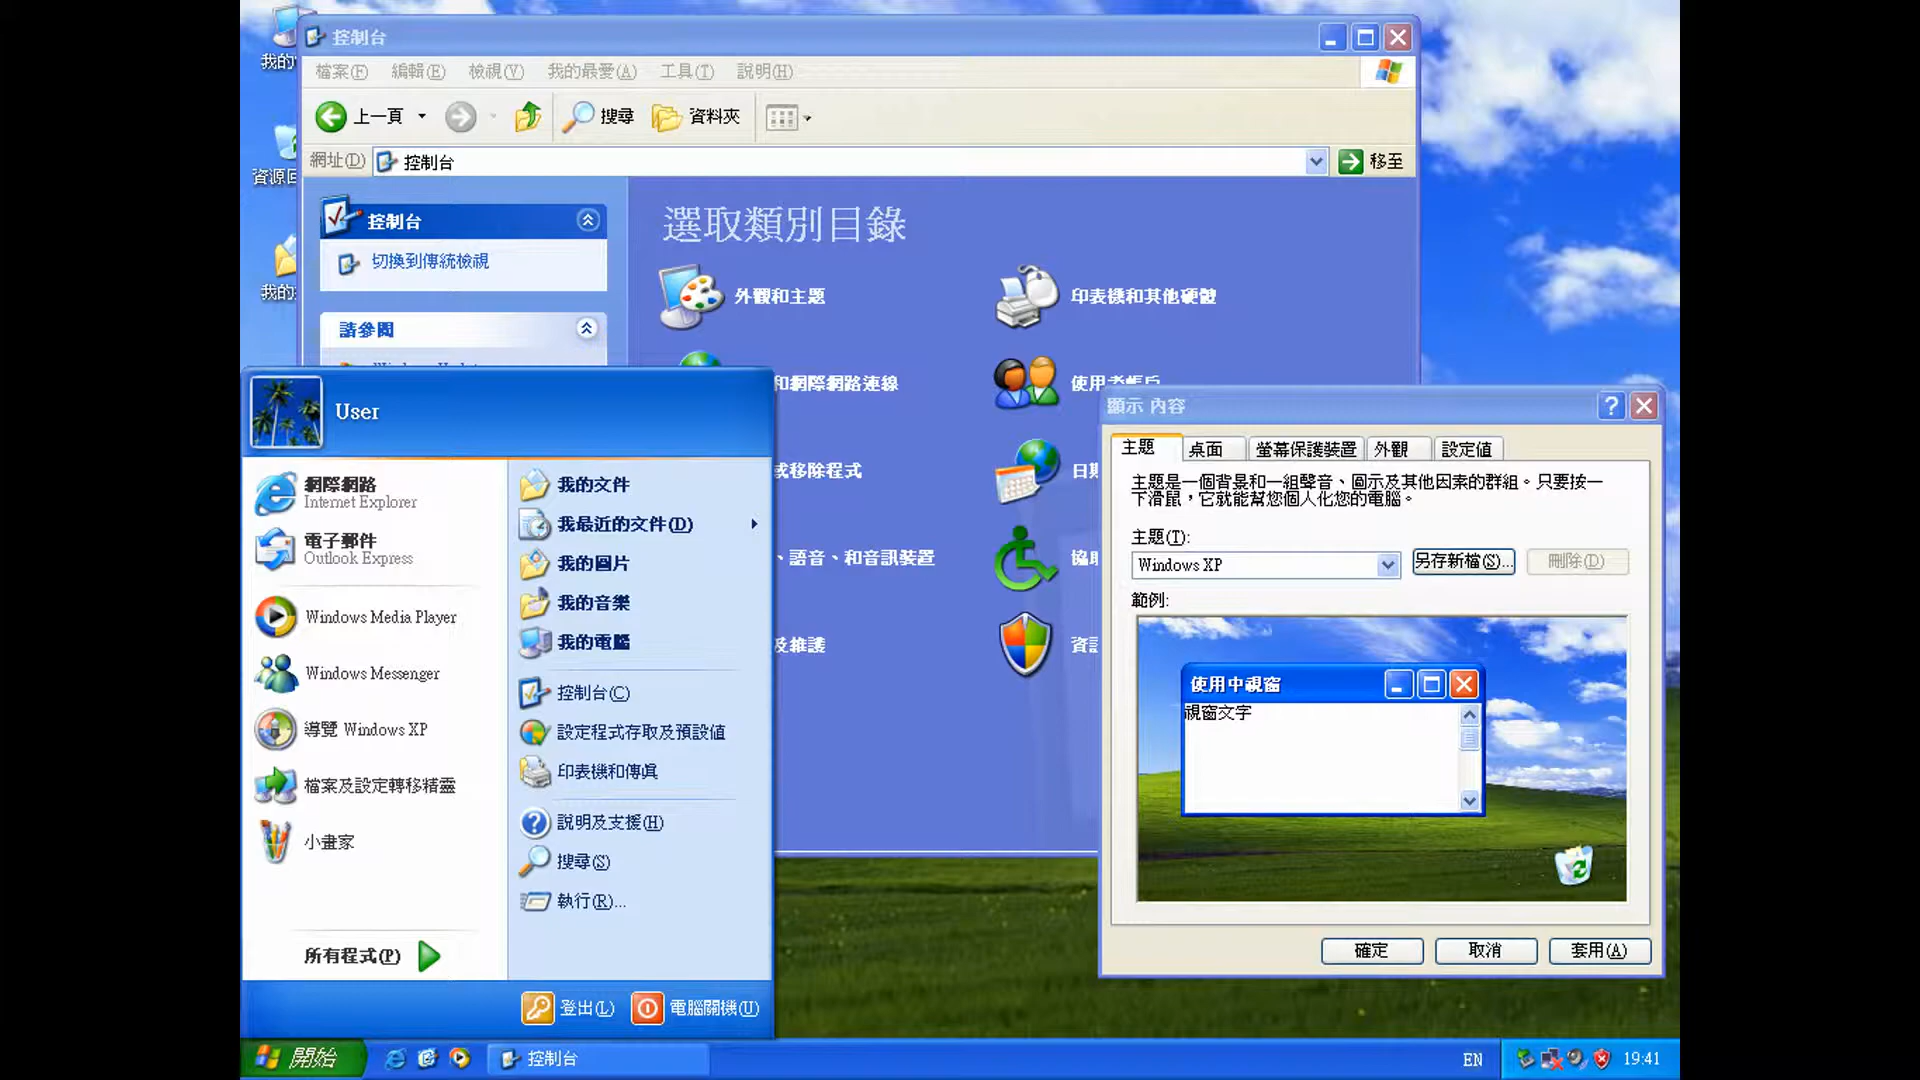 控制台
檔案(F) 編輯(E) 檢視(V) 我的最愛(A) 工具(T) 說明(H)
上一頁 搜尋 資料夾
網址(D) 控制台 移至
控制台
切換到傳統檢視
請參閱
選取類別目錄
外觀和主題
印表機和其他硬體
和網際網路連線
使用者帳戶
或移除程式
日期
、語音、和音訊裝置
協助
及維護
我的
我的
User
網際網路
Internet Explorer
電子郵件
Outlook Express
Windows Media Player
Windows Messenger
導覽 Windows XP
檔案及設定轉移精靈
小畫家
所有程式(P)
我的文件
我最近的文件(D)
我的圖片
我的音樂
我的電腦
控制台(C)
設定程式存取及預設值
印表機和傳真
說明及支援(H)
搜尋(S)
執行(R)...
登出(L) 電腦關機(U)
顯示 內容
主題 桌面 螢幕保護裝置 外觀 設定值
主題是一個背景和一組聲音、圖示及其他因素的群組。只要按一
下滑鼠，它就能幫您個人化您的電腦。
主題(T):
Windows XP 另存新檔(S)... 刪除(D)
範例:
使用中視窗
視窗文字
確定 取消 套用(A)
開始 控制台 EN 19:41